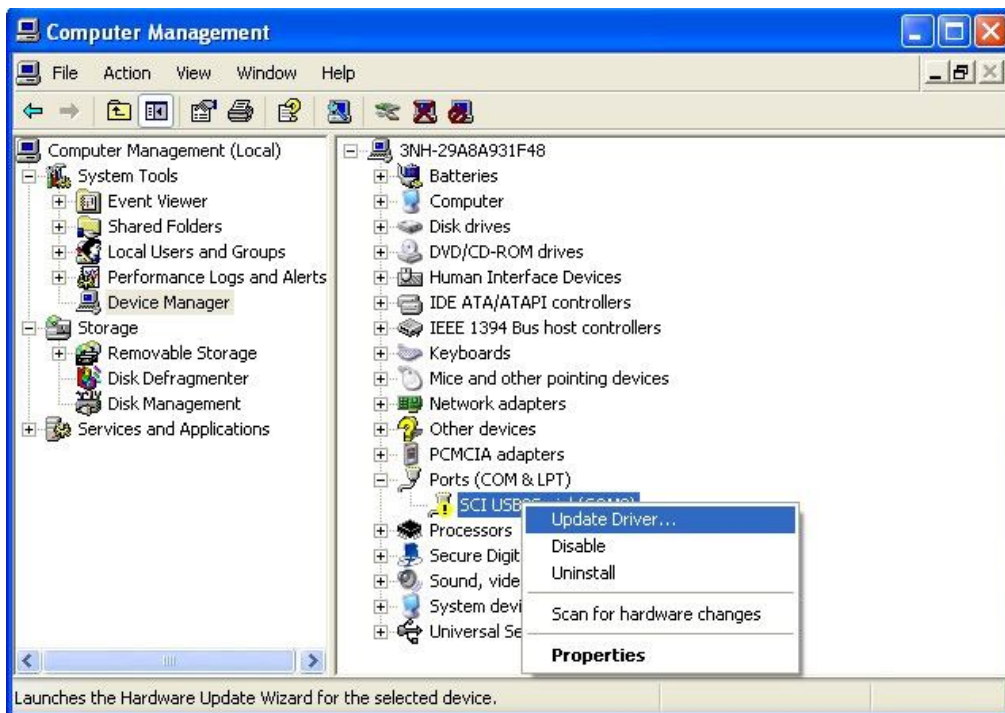 Computer Management
File Action View Window Help
Computer Management (Local)
System Tools
Event Viewer
Shared Folders
Local Users and Groups
Performance Logs and Alerts
Device Manager
Storage
Removable Storage
Disk Defragmenter
Disk Management
Services and Applications
3NH-29A8A931F48
Batteries
Computer
Disk drives
DVD/CD-ROM drives
Human Interface Devices
IDE ATA/ATAPI controllers
IEEE 1394 Bus host controllers
Keyboards
Mice and other pointing devices
Network adapters
Other devices
PCMCIA adapters
Ports (COM & LPT)
SCI
Processors
Secure Digit
Sound, vide
System devi
Universal Se
Update Driver...
Disable
Uninstall
Scan for hardware changes
Properties
Launches the Hardware Update Wizard for the selected device.